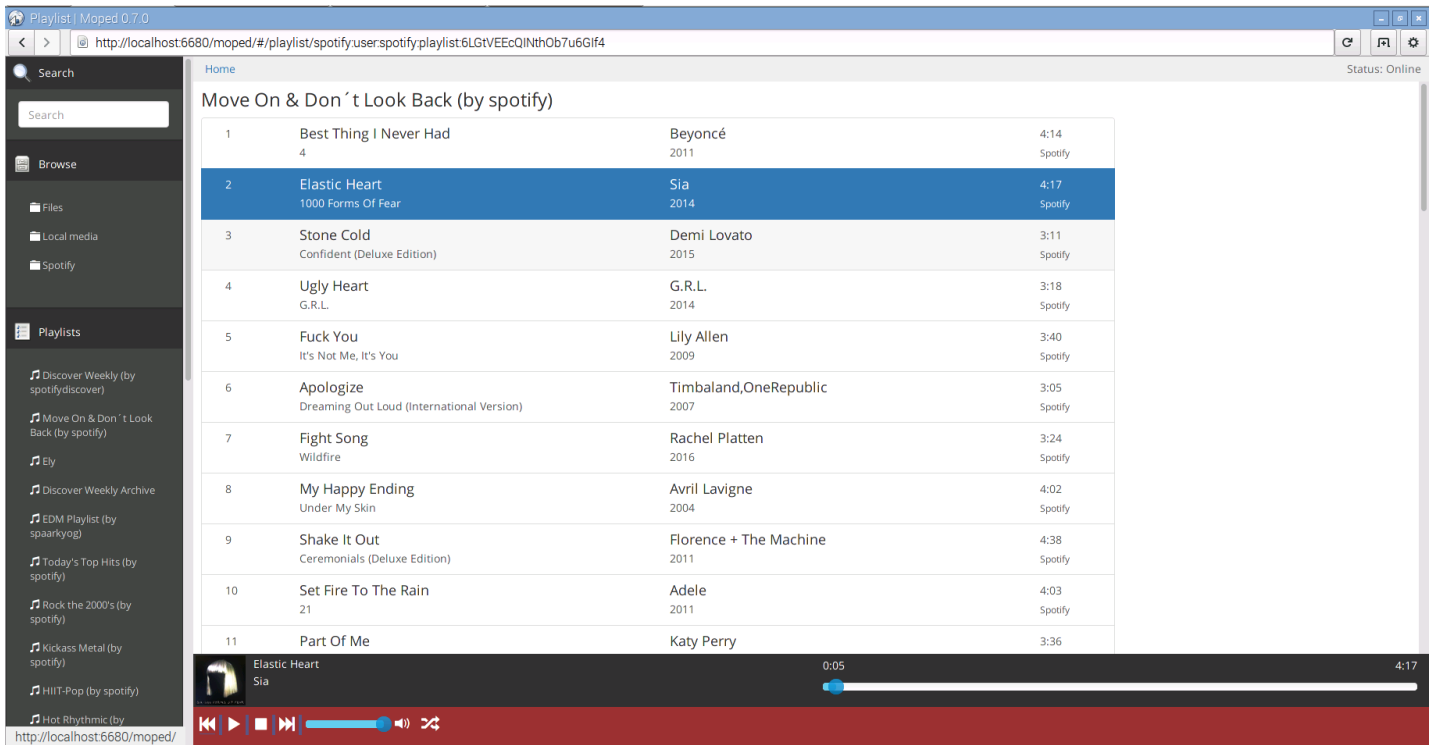 Playlist | Moped 0.7.0
http://localhost:6680/moped/#/playlist/spotify:user:spotify:playlist:6LGtVEEcQINthOb7u6GIf4
Search
Search
Browse
Files
Local media
Spotify
Playlists
Discover Weekly (by
spotifydiscover)
Move On & Don´t Look
Back (by spotify)
Ely
Discover Weekly Archive
EDM Playlist (by
spaarkyog)
Today's Top Hits (by
spotify)
Rock the 2000's (by
spotify)
Kickass Metal (by
spotify)
HIIT-Pop (by spotify)
Hot Rhythmic (by
http://localhost:6680/moped/
Home Status: Online
Move On & Don´t Look Back (by spotify)
1 Best Thing I Never Had Beyoncé 4:14
4 2011 Spotify
2 Elastic Heart Sia 4:17
1000 Forms Of Fear 2014 Spotify
3 Stone Cold Demi Lovato 3:11
Confident (Deluxe Edition) 2015 Spotify
4 Ugly Heart G.R.L. 3:18
G.R.L. 2014 Spotify
5 Fuck You Lily Allen 3:40
It's Not Me, It's You 2009 Spotify
6 Apologize Timbaland,OneRepublic 3:05
Dreaming Out Loud (International Version) 2007 Spotify
7 Fight Song Rachel Platten 3:24
Wildfire 2016 Spotify
8 My Happy Ending Avril Lavigne 4:02
Under My Skin 2004 Spotify
9 Shake It Out Florence + The Machine 4:38
Ceremonials (Deluxe Edition) 2011 Spotify
10 Set Fire To The Rain Adele 4:03
21 2011 Spotify
11 Part Of Me Katy Perry 3:36
Elastic Heart 0:05 4:17
Sia